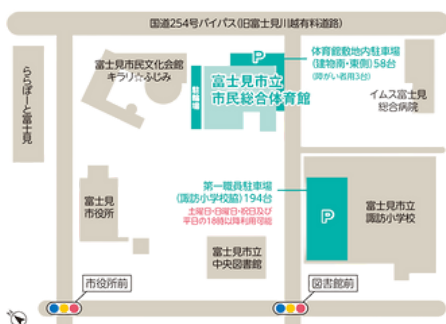 国道254号バイパス(旧富士見川越有料道路)
ららぽーと富士見
富士見市民文化会館
キラリ☆ふじみ
駐輪場
P
富士見市立
市民総合体育館
体育館敷地内駐車場
(建物南・東側)58台
(障がい者用3台)
イムス富士見
総合病院
富士見
市役所
第一職員駐車場
(諏訪小学校脇)194台
土曜日・日曜日・祝日及び
平日の18時以降利用可能
P
富士見市立
諏訪小学校
富士見市立
中央図書館
市役所前
図書館前